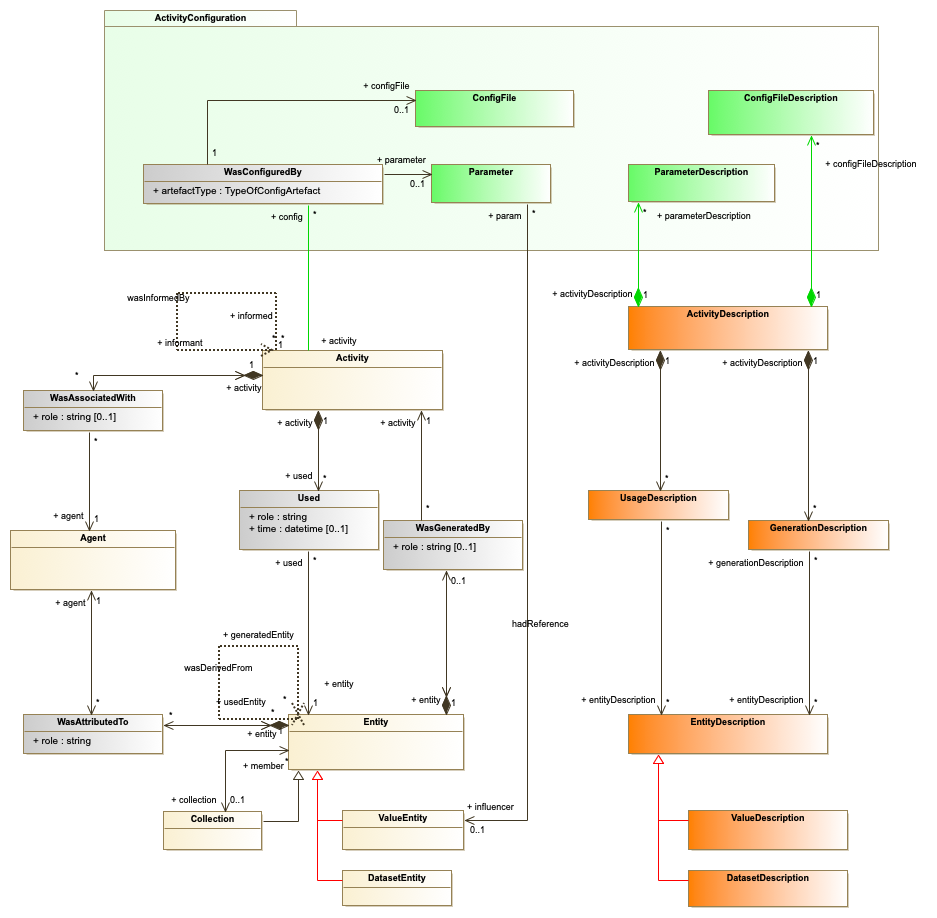 ActivityConfiguration
+ configFile
0..1
ConfigFile
ConfigFileDescription
*
1
+ parameter
0..1
+ configFileDescription
WasConfiguredBy
+ artefactType : TypeOfConfigArtefact
Parameter
ParameterDescription
+ config
*
+ param
*
*
+ parameterDescription
wasInformedBy
+ informed
+ informant
*
*
1
+ activity
+ activityDescription
1
1
ActivityDescription
Activity
*
1
+ activity
+ activityDescription
1
+ activityDescription
1
WasAssociatedWith
+ role : string [0..1]
+ activity
1
+ activity
1
*
+ used
*
*
*
*
Used
+ role : string
+ time : datetime [0..1]
WasGeneratedBy
+ role : string [0..1]
UsageDescription
GenerationDescription
+ agent
1
Agent
+ used
*
*
+ generationDescription
*
0..1
+ agent
1
hadReference
+ generatedEntity
wasDerivedFrom
+ entity
+ usedEntity
*
*
1
+ entity
1
+ entityDescription
*
+ entityDescription
*
*
WasAttributedTo
+ role : string
*
*
+ entity
1
Entity
EntityDescription
+ member
*
+ collection
0..1
Collection
+ influencer
0..1
ValueEntity
ValueDescription
DatasetEntity
DatasetDescription